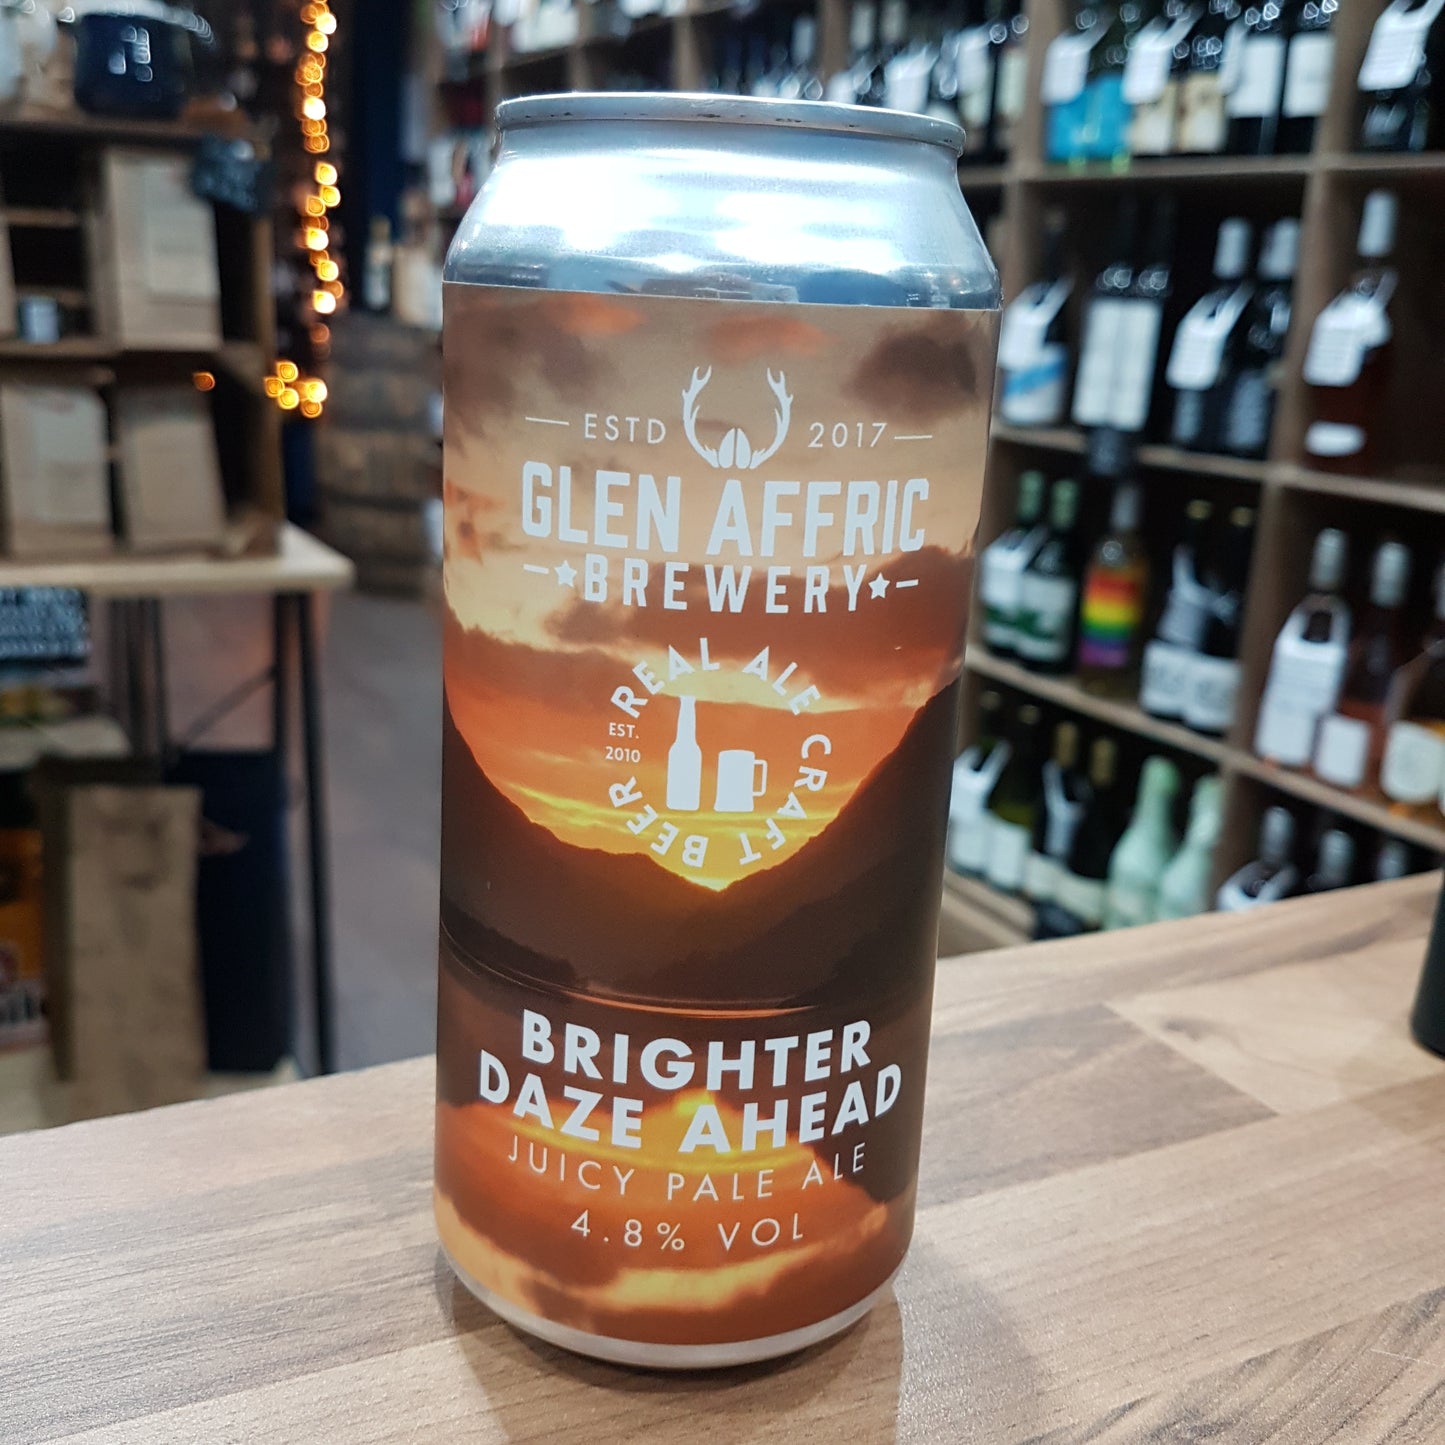 ESTD 2017
GLEN AFFRIC
BREWERY
REAL ALE CRAFT BEER
EST.
2010
BRIGHTER
DAZE AHEAD
JUICY PALE ALE
4.8% VOL